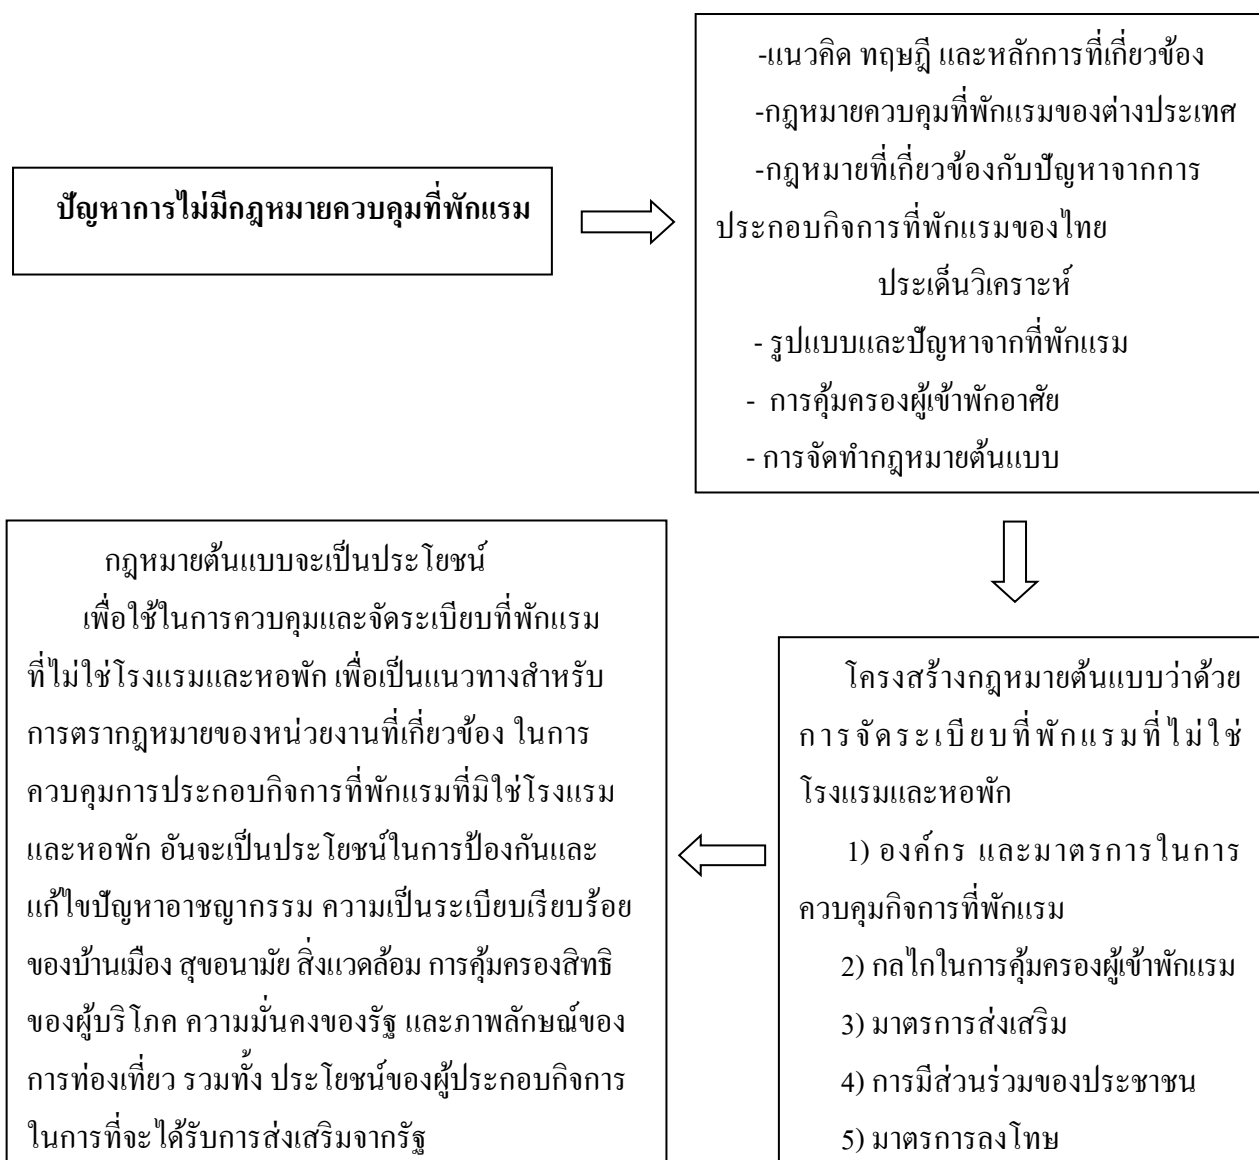 ปัญหาการไม่มีกฎหมายควบคุมที่พักแรม
-แนวคิด ทฤษฎี และหลักการที่เกี่ยวข้อง
-กฎหมายควบคุมที่พักแรมของต่างประเทศ
-กฎหมายที่เกี่ยวข้องกับปัญหาจากการ
ประกอบกิจการที่พักแรมของไทย
ประเด็นวิเคราะห์
- รูปแบบและปัญหาจากที่พักแรม
- การคุ้มครองผู้เข้าพักอาศัย
- การจัดทำกฎหมายต้นแบบ
โครงสร้างกฎหมายต้นแบบว่าด้วย
การจัดระเบียบที่พักแรมที่ไม่ใช่
โรงแรมและหอพัก
1) องค์กร และมาตรการในการ
ควบคุมกิจการที่พักแรม
2) กลไกในการคุ้มครองผู้เข้าพักแรม
3) มาตรการส่งเสริม
4) การมีส่วนร่วมของประชาชน
5) มาตรการลงโทษ
กฎหมายต้นแบบจะเป็นประโยชน์
เพื่อใช้ในการควบคุมและจัดระเบียบที่พักแรม
ที่ไม่ใช่โรงแรมและหอพัก เพื่อเป็นแนวทางสำหรับ
การตรากฎหมายของหน่วยงานที่เกี่ยวข้อง ในการ
ควบคุมการประกอบกิจการที่พักแรมที่มิใช่โรงแรม
และหอพัก อันจะเป็นประโยชน์ในการป้องกันและ
แก้ไขปัญหาอาชญากรรม ความเป็นระเบียบเรียบร้อย
ของบ้านเมือง สุขอนามัย สิ่งแวดล้อม การคุ้มครองสิทธิ
ของผู้บริโภค ความมั่นคงของรัฐ และภาพลักษณ์ของ
การท่องเที่ยว รวมทั้ง ประโยชน์ของผู้ประกอบกิจการ
ในการที่จะได้รับการส่งเสริมจากรัฐ